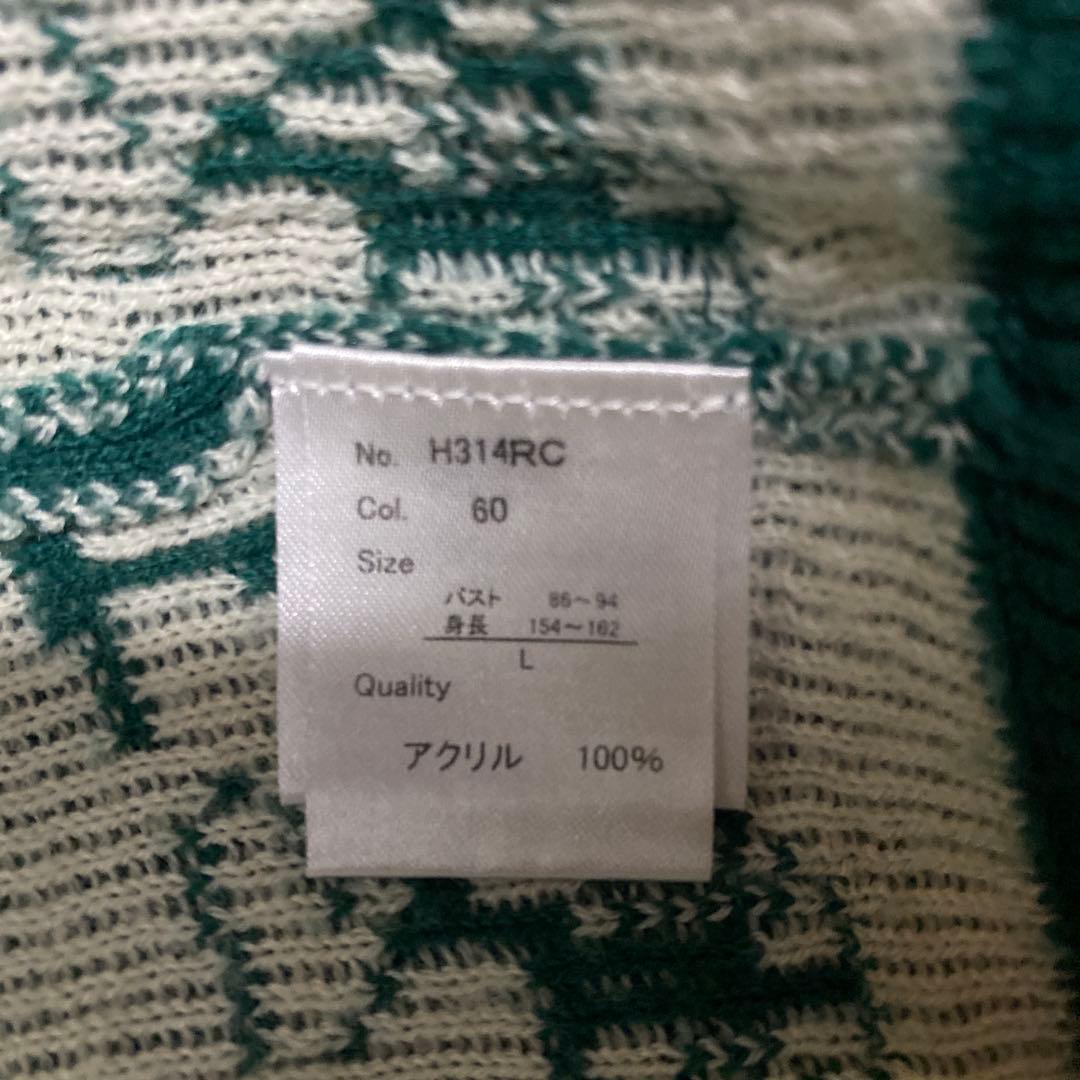 No. H314RC
Col. 60
Size
バスト 86～94
身長 154～162
L
Quality
アクリル 100%